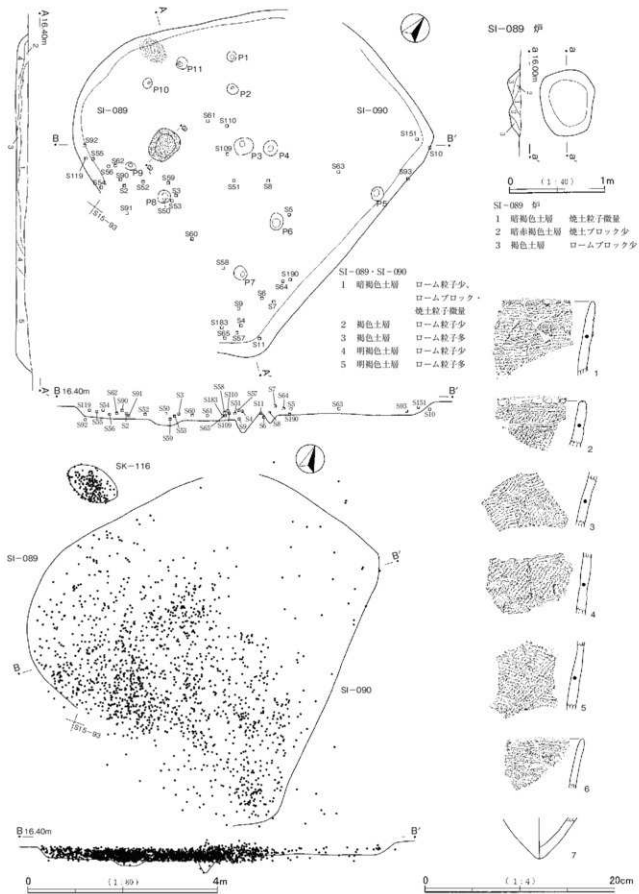 A 16.40m
A
P11
P1
P10
P2
SI-089
SI-090
S61
S110
B
S92
S55
S62
P9
S109
P3
P4
S151
B'
S10
S119
S56
S90
S59
S63
S93
S54
S2
S52
S3
S51
S8
P5
P8
S53
S50
S91
S15-93
S5
P6
S60
S58
P7
S190
S64
S6
S7
S9
S183
S4
S65
S57
S11
A'
A'
SI-089 炉
a
a 16.00m
a'
a'
0 (1:40) 1m
SI-089 炉
1 暗褐色土層 焼土粒子微量
2 暗赤褐色土層 焼土ブロック少
3 褐色土層 ロームブロック少
SI-089・SI-090
1 暗褐色土層 ローム粒子少、
ロームブロック・
焼土粒子微量
2 褐色土層 ローム粒子少
3 褐色土層 ローム粒子多
4 明褐色土層 ローム粒子少
5 明褐色土層 ローム粒子多
B 16.40m
B'
SK-116
SI-089
B'
B
SI-090
S15-93
B 16.40m
B'
0 (1:80) 4m
1
2
3
4
5
6
7
0 (1:4) 20cm